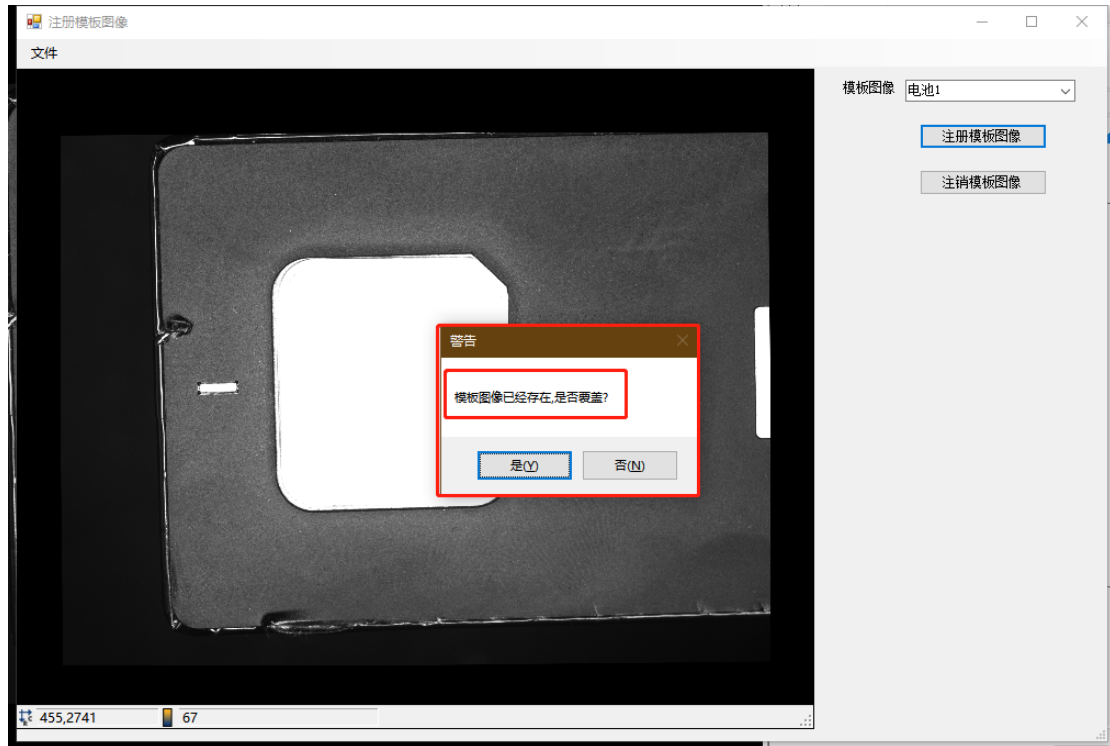 注册模板图像
文件
模板图像 电池1
注册模板图像
注销模板图像
警告
模板图像已经存在,是否覆盖?
是(Y) 否(N)
455,2741 67